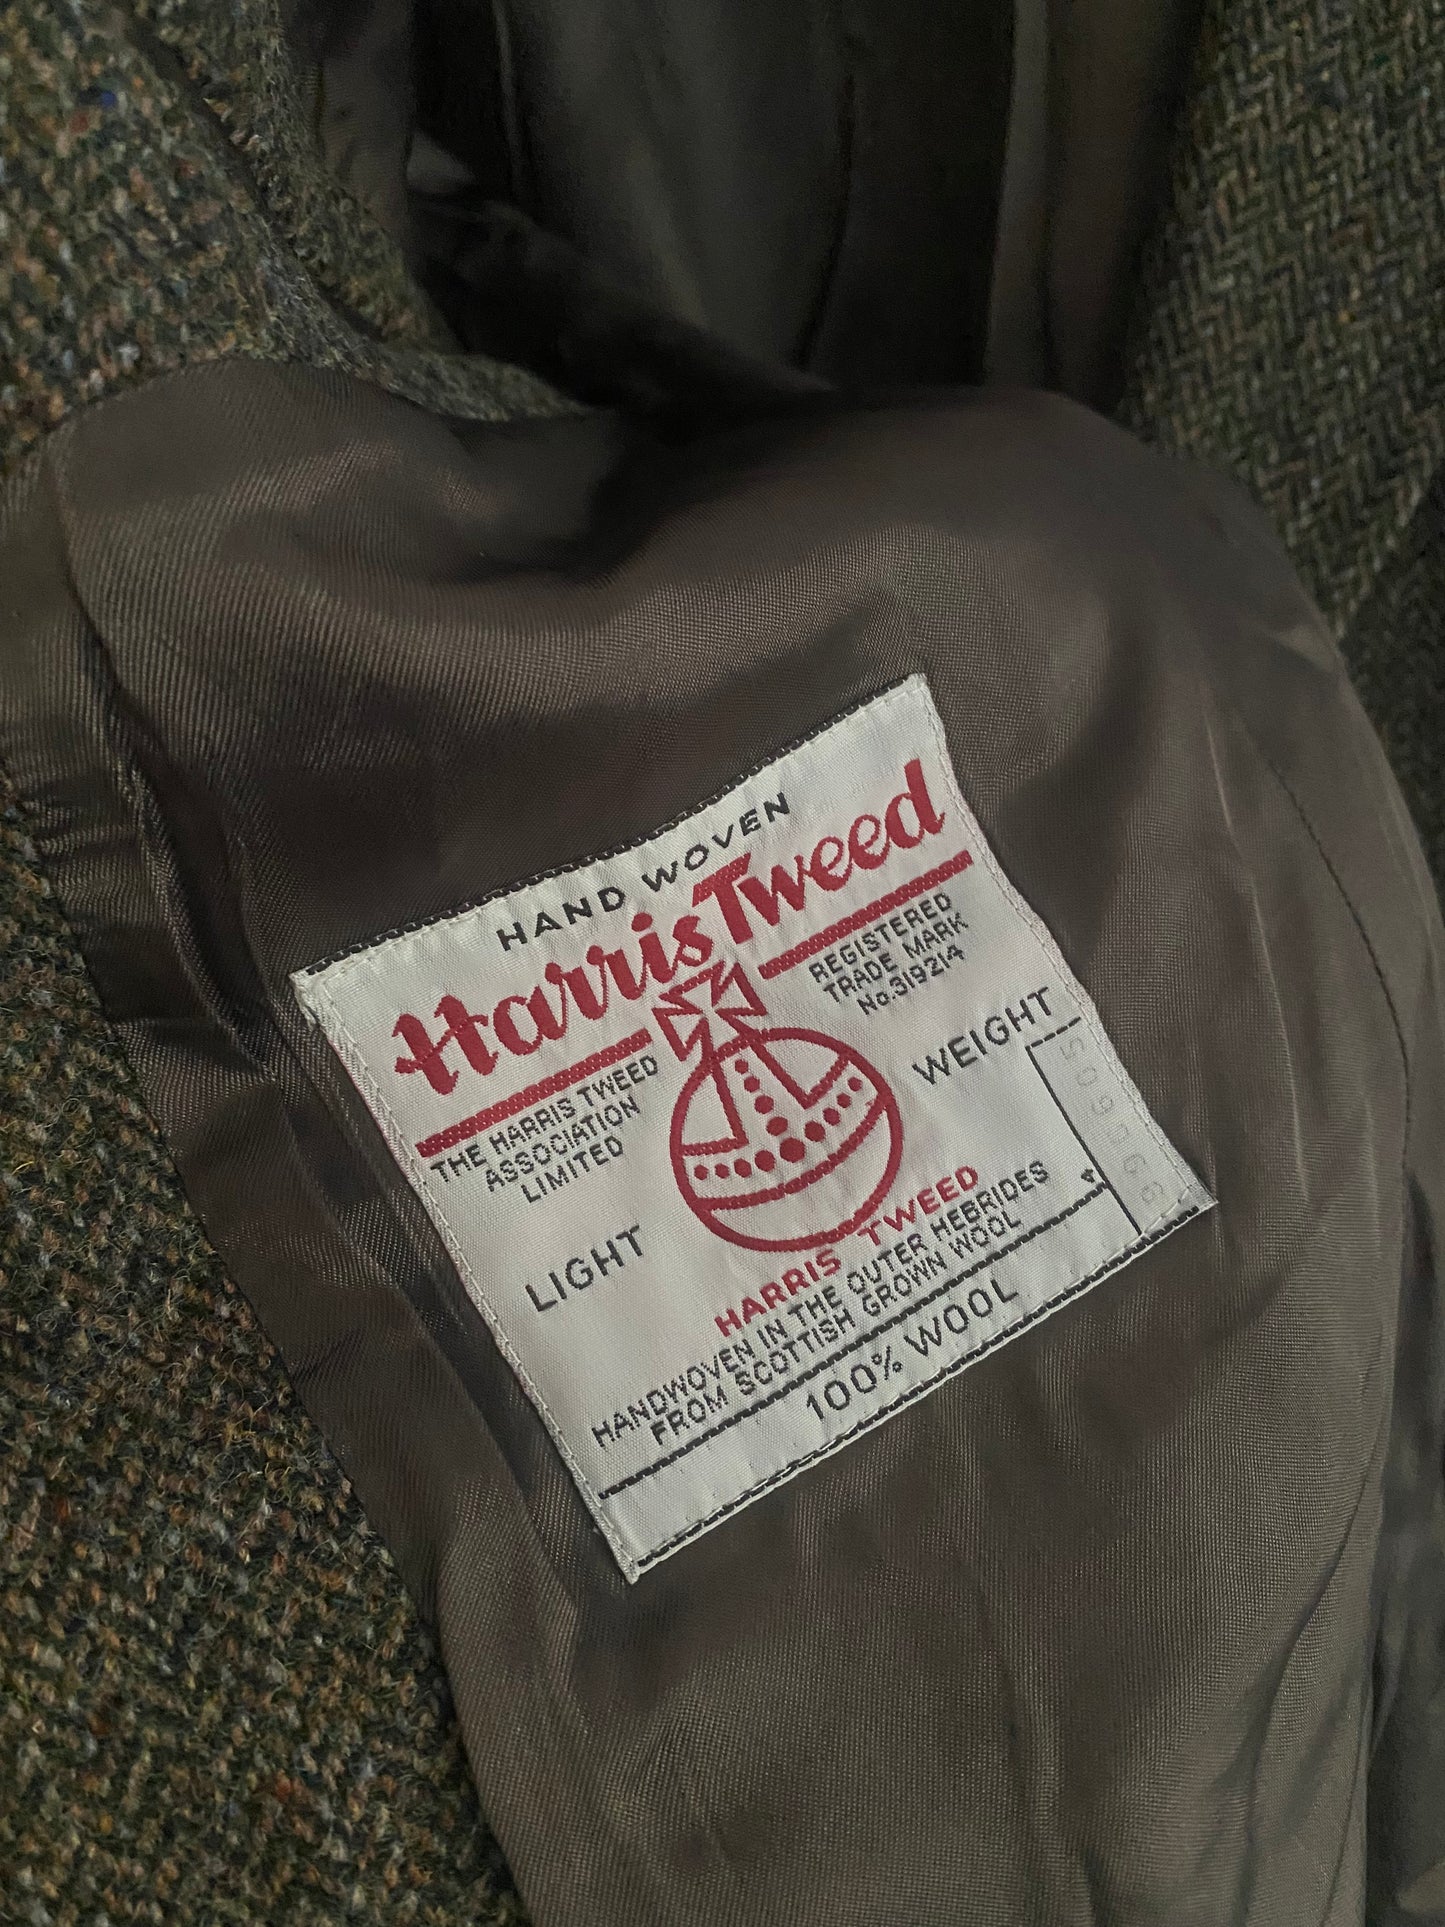 HAND WOVEN
Harris Tweed
THE HARRIS TWEED
ASSOCIATION
LIMITED
REGISTERED
TRADE MARK
No.319214
LIGHT
WEIGHT
HARRIS TWEED
HANDWOVEN IN THE OUTER HEBRIDES
FROM SCOTTISH GROWN WOOL
100% WOOL